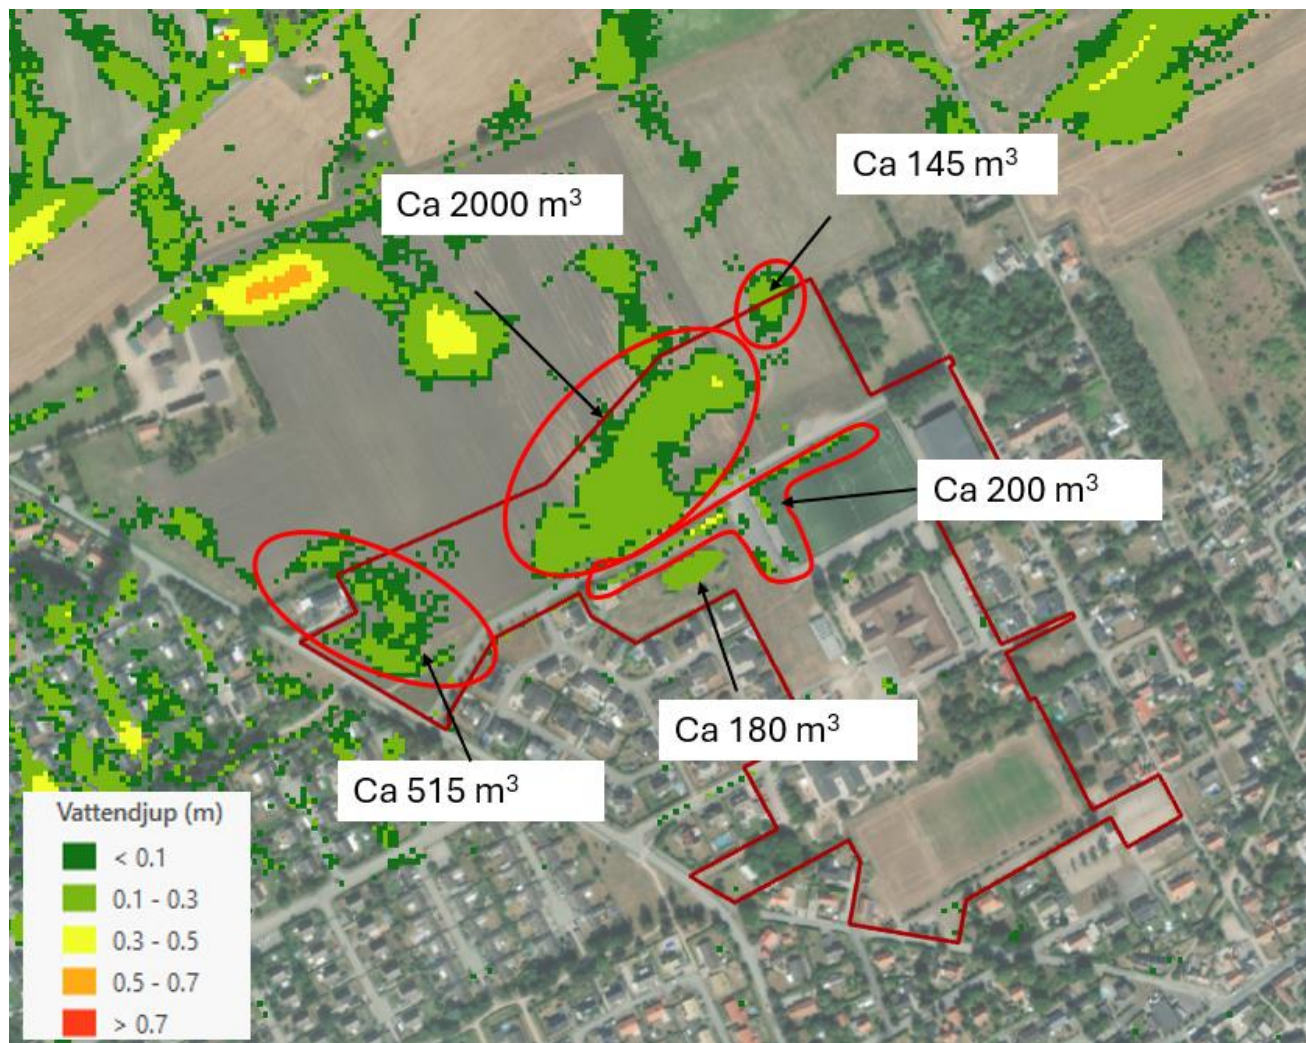 Ca 145 m³
Ca 2000 m³
Ca 200 m³
Ca 180 m³
Ca 515 m³
Vattendjup (m)
< 0.1
0.1 - 0.3
0.3 - 0.5
0.5 - 0.7
> 0.7